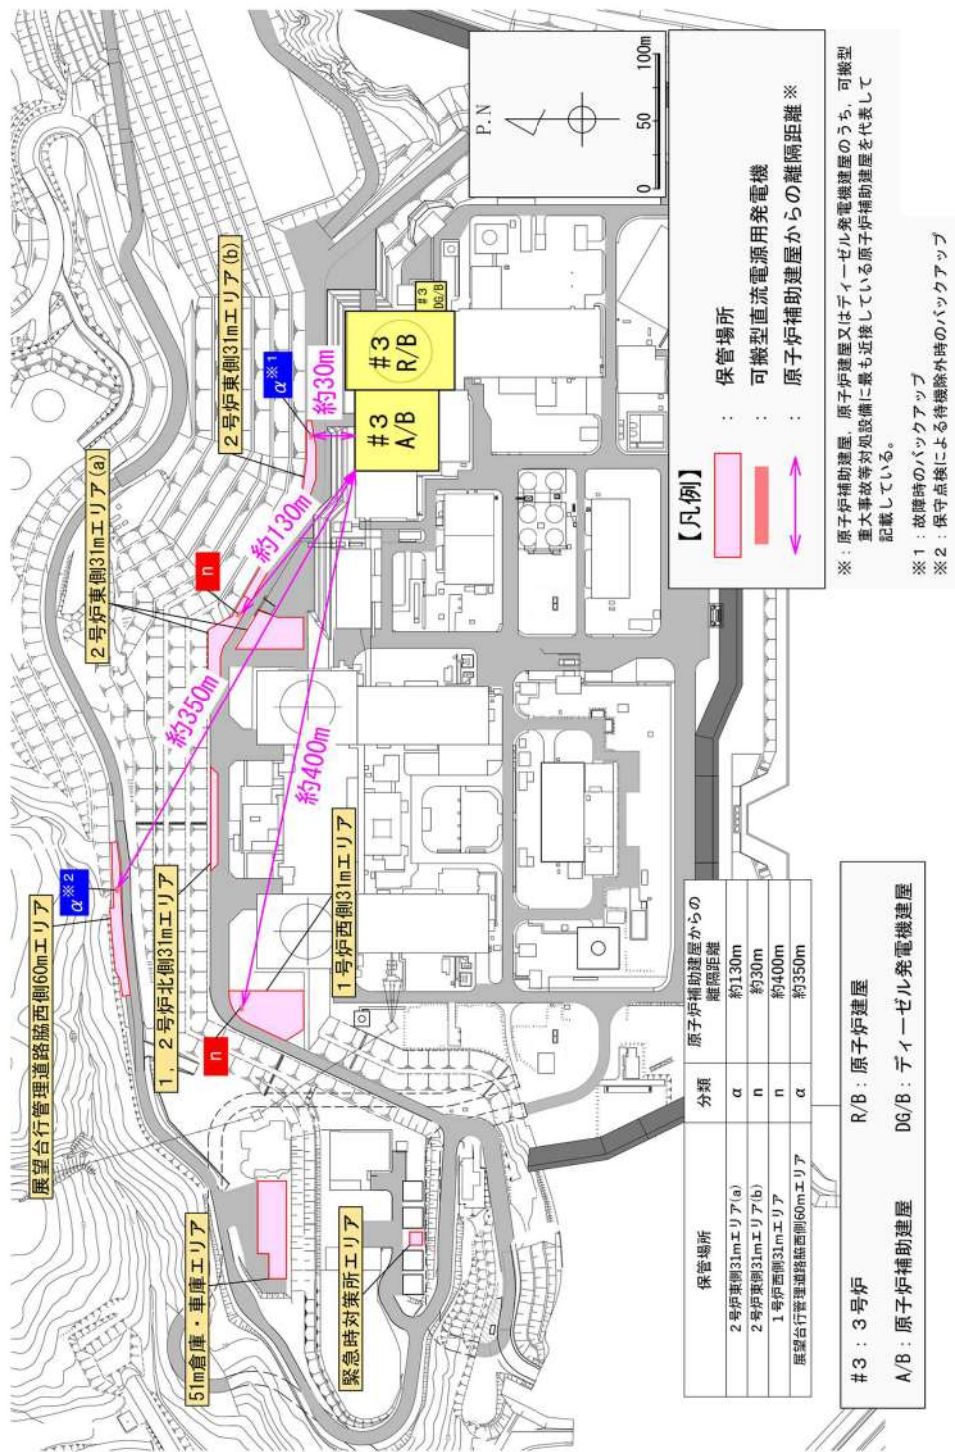 展望台行管理道路脇西側60mエリア
α※2
2号炉東側31mエリア(a)
2号炉東側31mエリア(b)
α※1
n
約30m
約130m
約350m
約400m
1，2号炉北側31mエリア
1号炉西側31mエリア
n
51m倉庫・車庫エリア
緊急時対策所エリア
#3
A/B
#3
R/B
#3
DG/B
P.N
0 50 100m
【凡例】
： 保管場所
： 可搬型直流電源用発電機
： 原子炉補助建屋からの離隔距離※
※：原子炉補助建屋，原子炉建屋又はディーゼル発電機建屋のうち，可搬型
重大事故等対処設備に最も近接している原子炉補助建屋を代表して
記載している。
※1：故障時のバックアップ
※2：保守点検による待機除外時のバックアップ
保管場所 分類 原子炉補助建屋からの
離隔距離
2号炉東側31mエリア(a) α 約130m
2号炉東側31mエリア(b) n 約30m
1号炉西側31mエリア n 約400m
展望台行管理道路脇西側60mエリア α 約350m
#3：3号炉 R/B：原子炉建屋
A/B：原子炉補助建屋 DG/B：ディーゼル発電機建屋